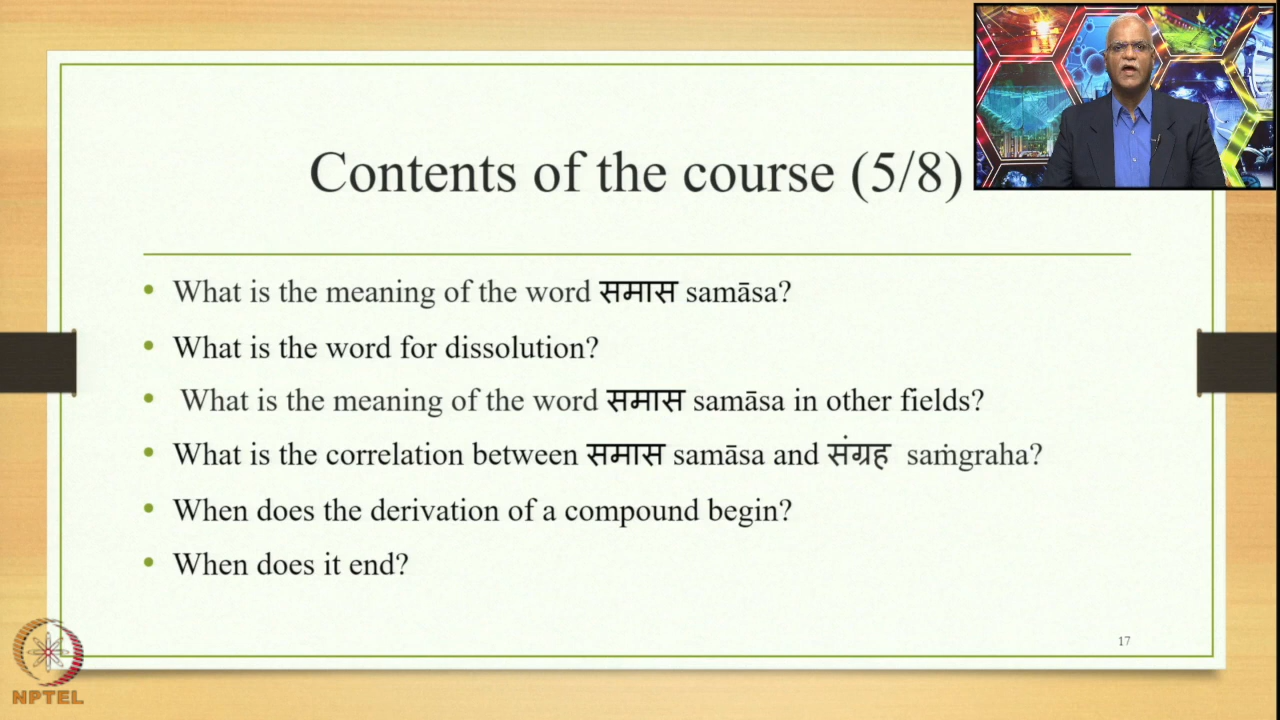 Contents of the course (5/8)
• What is the meaning of the word समास samāsa?
• What is the word for dissolution?
• What is the meaning of the word समास samāsa in other fields?
• What is the correlation between समास samāsa and संग्रह saṁgraha?
• When does the derivation of a compound begin?
• When does it end?
17
NPTEL